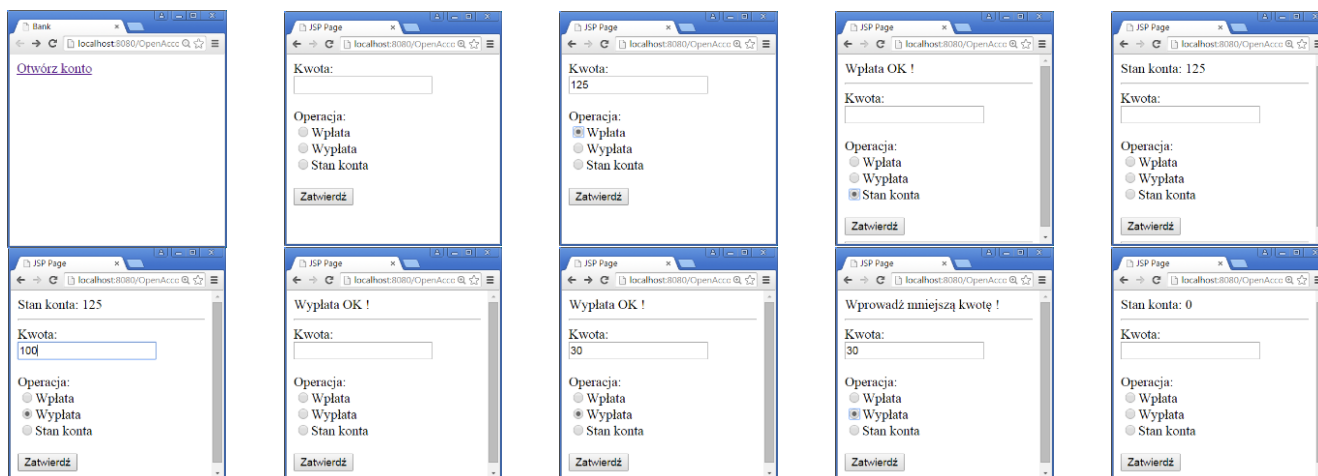 Bank
localhost:8080/OpenAcco
Otwórz konto
JSP Page
localhost:8080/OpenAcco
Kwota:
Operacja:
Wpłata
Wypłata
Stan konta
Zatwierdź
JSP Page
localhost:8080/OpenAcco
Kwota:
125
Operacja:
Wpłata
Wypłata
Stan konta
Zatwierdź
JSP Page
localhost:8080/OpenAcco
Wpłata OK !
Kwota:
Operacja:
Wpłata
Wypłata
Stan konta
Zatwierdź
JSP Page
localhost:8080/OpenAcco
Stan konta: 125
Kwota:
Operacja:
Wpłata
Wypłata
Stan konta
Zatwierdź
JSP Page
localhost:8080/OpenAcco
Stan konta: 125
Kwota:
100
Operacja:
Wpłata
Wypłata
Stan konta
Zatwierdź
JSP Page
localhost:8080/OpenAcco
Wypłata OK !
Kwota:
Operacja:
Wpłata
Wypłata
Stan konta
Zatwierdź
JSP Page
localhost:8080/OpenAcco
Wypłata OK !
Kwota:
30
Operacja:
Wpłata
Wypłata
Stan konta
Zatwierdź
JSP Page
localhost:8080/OpenAcco
Wprowadź mniejszą kwotę !
Kwota:
30
Operacja:
Wpłata
Wypłata
Stan konta
Zatwierdź
JSP Page
localhost:8080/OpenAcco
Stan konta: 0
Kwota:
Operacja:
Wpłata
Wypłata
Stan konta
Zatwierdź